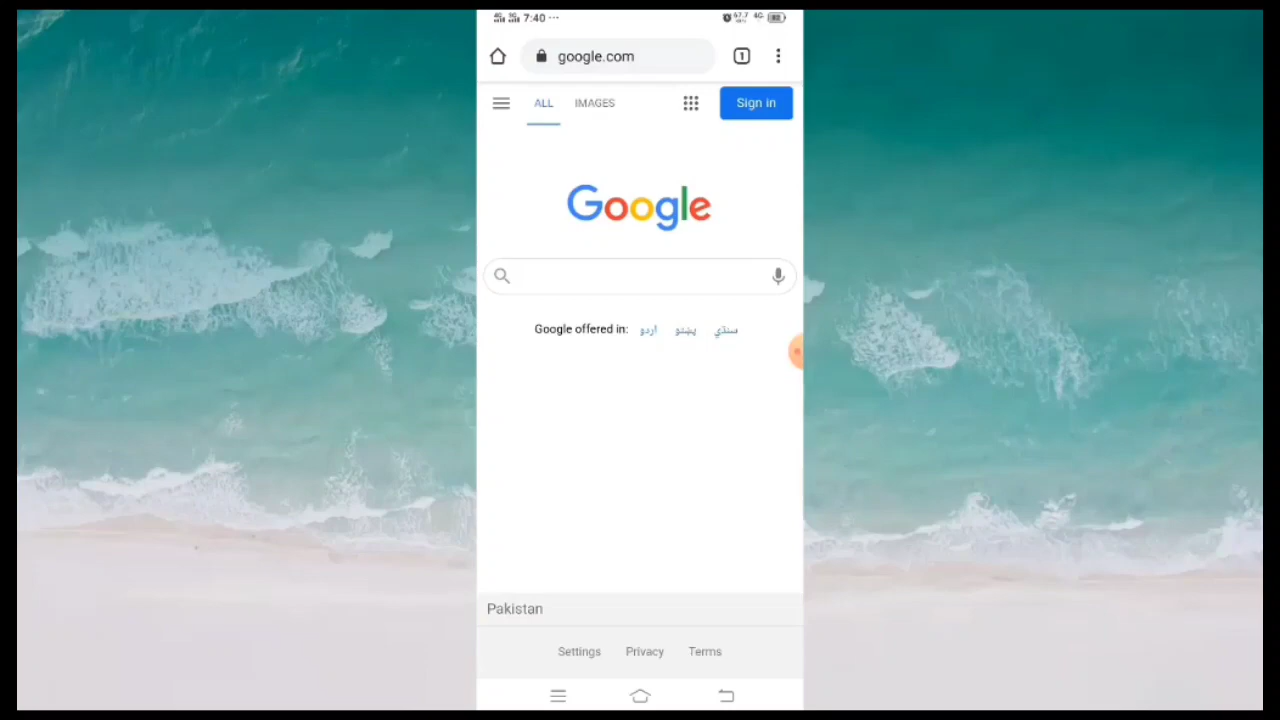 7:40
google.com
1
ALL IMAGES Sign in
Google
Google offered in: اردو پښتو سنڌي
Pakistan
Settings Privacy Terms